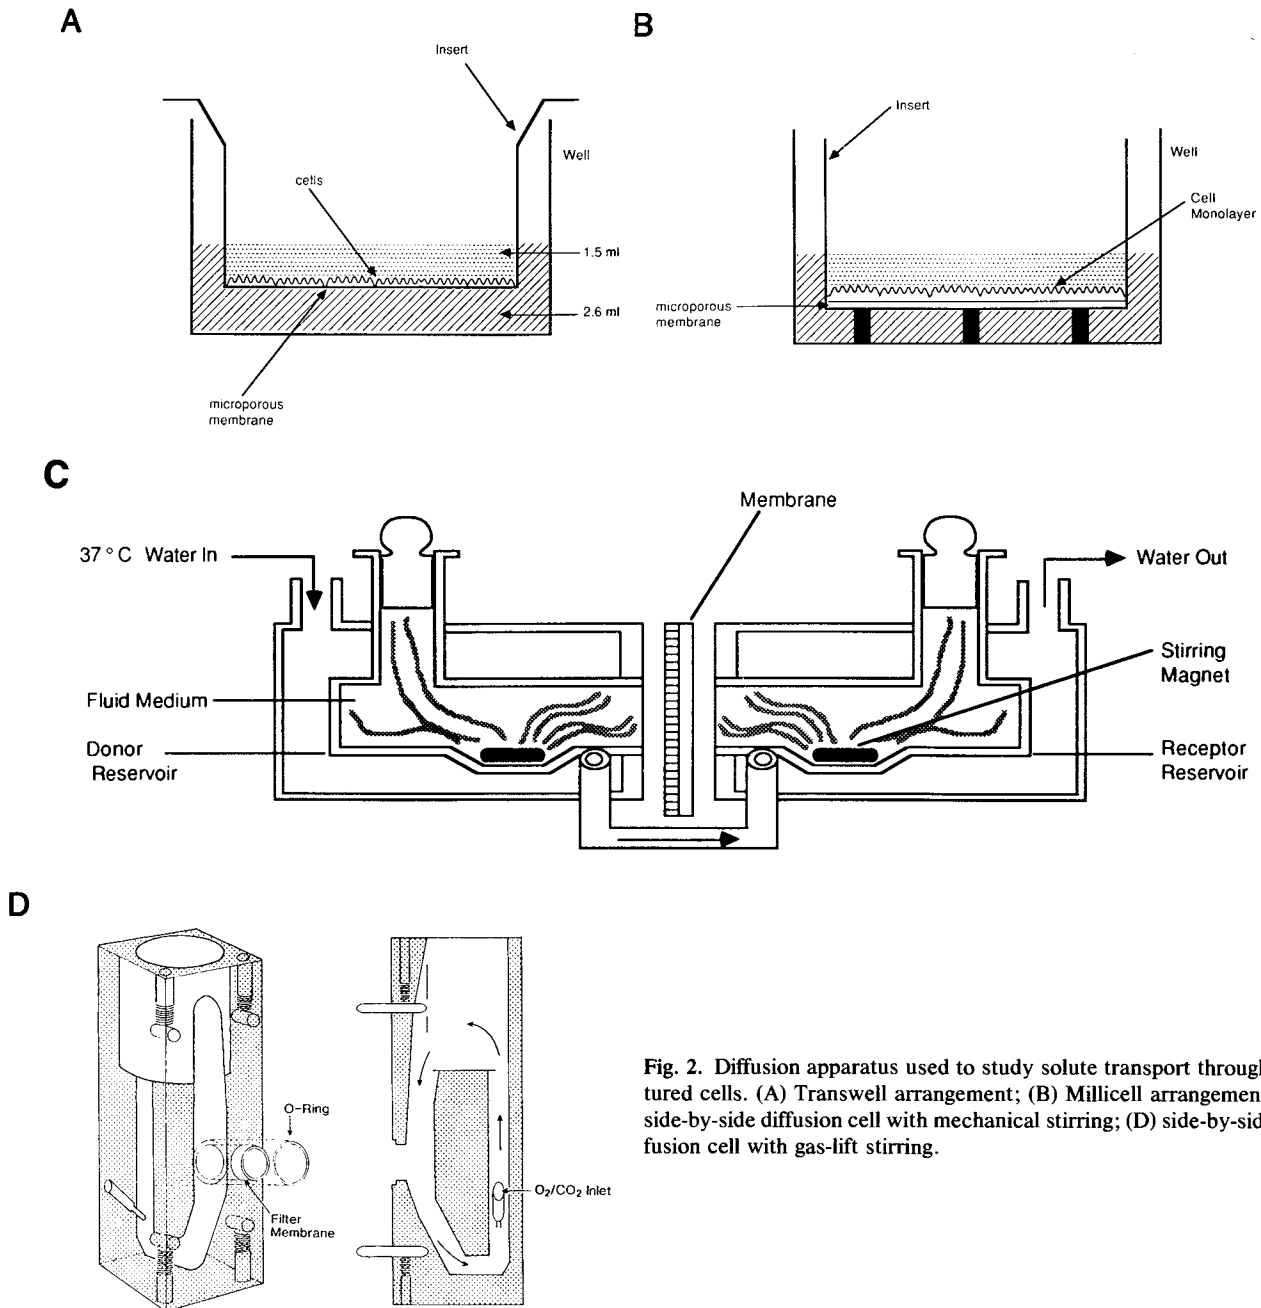 A
Insert
Well
cells
1.5 ml
2.6 ml
microporous
membrane
B
Insert
Well
Cell
Monolayer
microporous
membrane
C
Membrane
37 ° C Water In
Water Out
Stirring
Magnet
Fluid Medium
Donor
Reservoir
Receptor
Reservoir
D
O-Ring
Filter
Membrane
O₂/CO₂ Inlet
Fig. 2. Diffusion apparatus used to study solute transport through
tured cells. (A) Transwell arrangement; (B) Millicell arrangemen
side-by-side diffusion cell with mechanical stirring; (D) side-by-sid
fusion cell with gas-lift stirring.